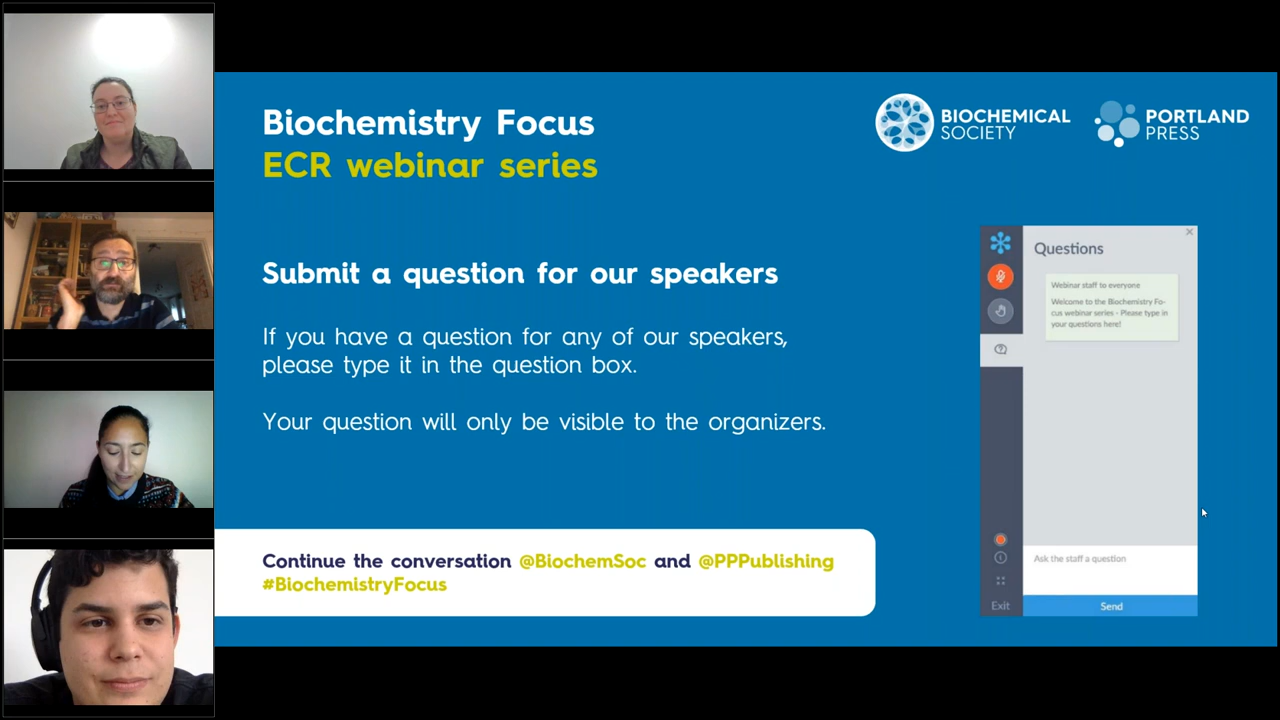 Biochemistry Focus
ECR webinar series
BIOCHEMICAL
SOCIETY
PORTLAND
PRESS
Submit a question for our speakers
If you have a question for any of our speakers,
please type it in the question box.
Your question will only be visible to the organizers.
Continue the conversation @BiochemSoc and @PPPublishing
#BiochemistryFocus
Questions
Webinar staff to everyone
Welcome to the Biochemistry Fo-
cus webinar series - Please type in
your questions here!
Ask the staff a question
Exit
Send